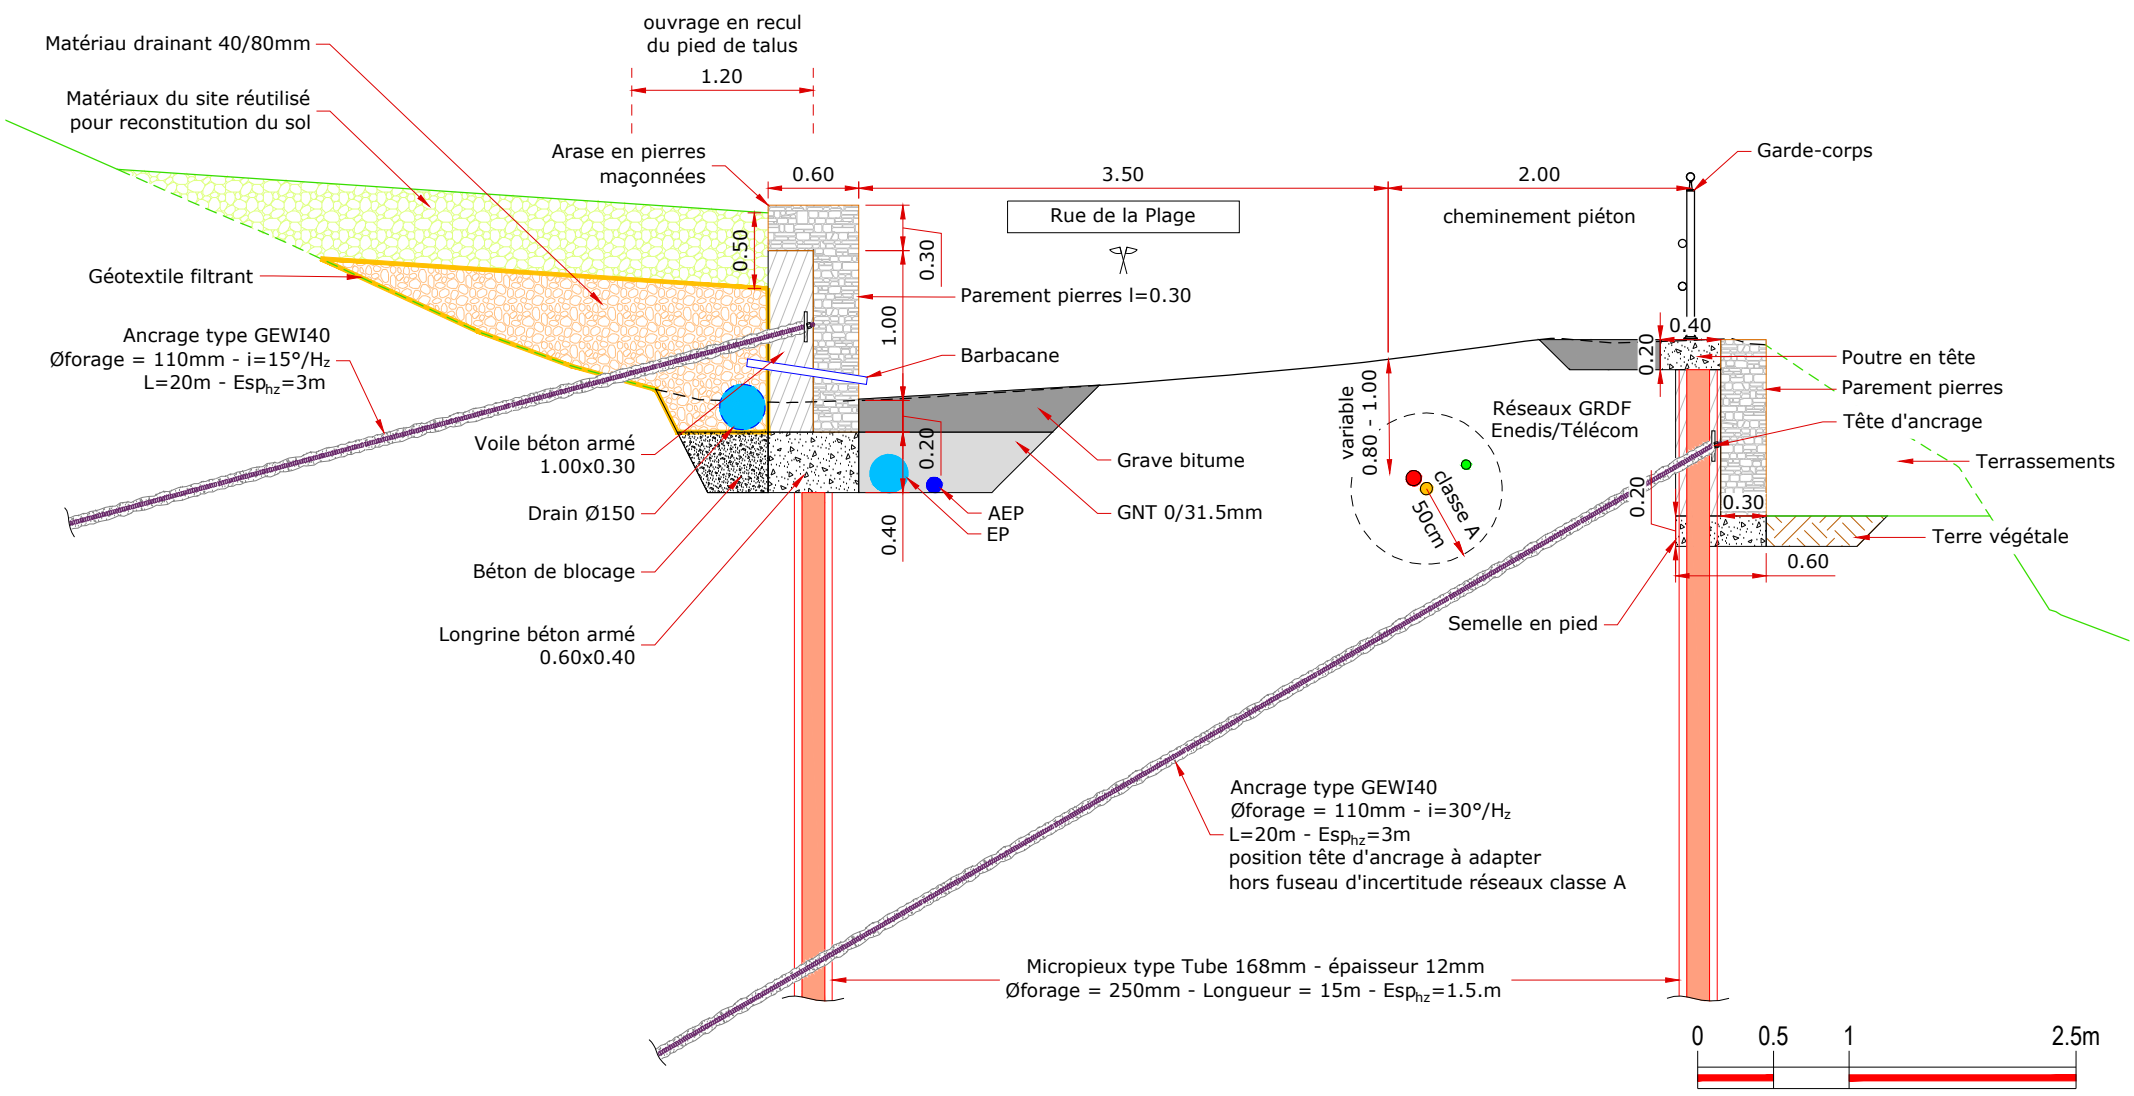 ouvrage en recul
du pied de talus
1.20
Matériau drainant 40/80mm
Matériaux du site réutilisé
pour reconstitution du sol
Arase en pierres
maçonnées
0.60
3.50
2.00
Garde-corps
Rue de la Plage
cheminement piéton
0.50
0.30
Géotextile filtrant
Parement pierres l=0.30
1.00
Ancrage type GEWI40
Øforage = 110mm - i=15°/Hz
L=20m - Esphz=3m
Barbacane
0.40
0.20
Poutre en tête
Parement pierres
variable
0.80 - 1.00
Réseaux GRDF
Enedis/Télécom
Tête d'ancrage
Voile béton armé
1.00x0.30
0.20
Grave bitume
classe A
50cm
Terrassements
Drain Ø150
AEP
EP
GNT 0/31.5mm
0.40
0.20
0.30
Terre végétale
0.60
Béton de blocage
Longrine béton armé
0.60x0.40
Semelle en pied
Ancrage type GEWI40
Øforage = 110mm - i=30°/Hz
L=20m - Esphz=3m
position tête d'ancrage à adapter
hors fuseau d'incertitude réseaux classe A
Micropieux type Tube 168mm - épaisseur 12mm
Øforage = 250mm - Longueur = 15m - Esphz=1.5.m
0 0.5 1 2.5m